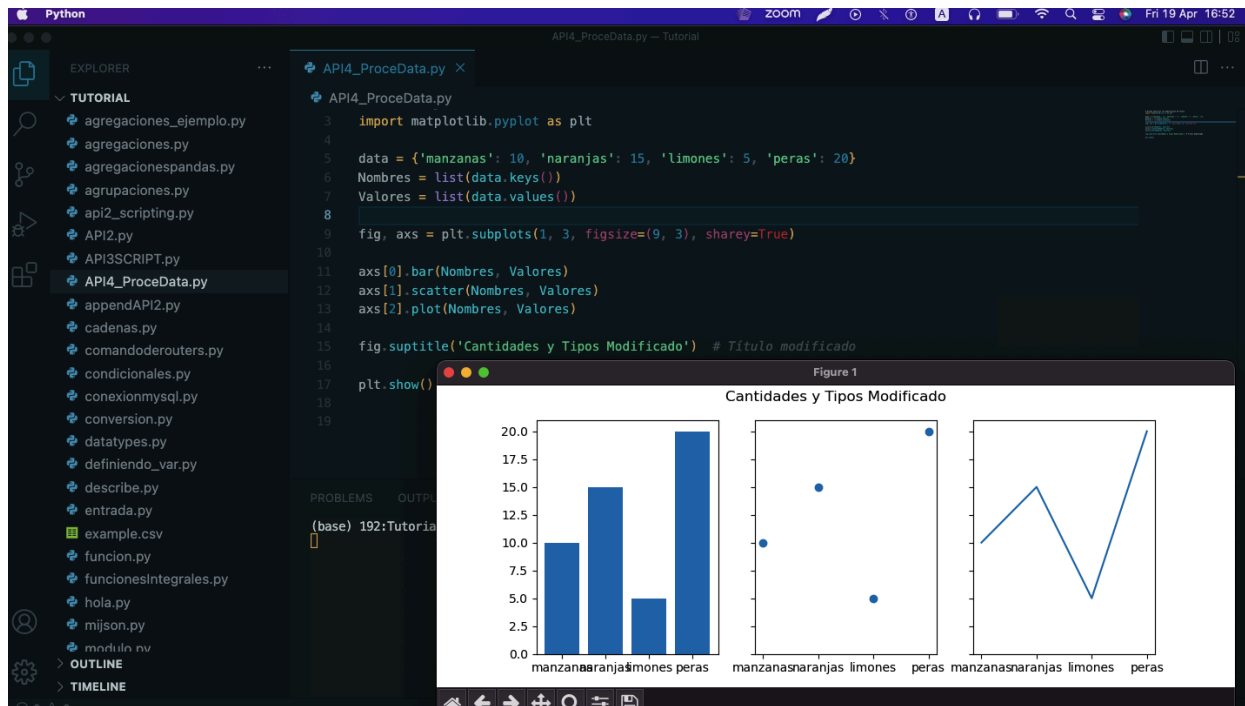 Python
zoom
A
Fri 19 Apr 16:52
API4_ProceData.py — Tutorial
EXPLORER
API4_ProceData.py
TUTORIAL
API4_ProceData.py
agregaciones_ejemplo.py
agregaciones.py
agregacionespandas.py
agrupaciones.py
api2_scripting.py
API2.py
API3SCRIPT.py
API4_ProceData.py
appendAPI2.py
cadenas.py
comandoderouters.py
condicionales.py
conexionmysql.py
conversion.py
datatypes.py
definiendo_var.py
describe.py
entrada.py
example.csv
funcion.py
funcionesIntegrales.py
hola.py
mijson.py
modulo.py
OUTLINE
TIMELINE
3 import matplotlib.pyplot as plt
4
5 data = {'manzanas': 10, 'naranjas': 15, 'limones': 5, 'peras': 20}
6 Nombres = list(data.keys())
7 Valores = list(data.values())
8
9 fig, axs = plt.subplots(1, 3, figsize=(9, 3), sharey=True)
10
11 axs[0].bar(Nombres, Valores)
12 axs[1].scatter(Nombres, Valores)
13 axs[2].plot(Nombres, Valores)
14
15 fig.suptitle('Cantidades y Tipos Modificado') # Título modificado
16
17 plt.show()
18
19
PROBLEMS OUTPU
(base) 192:Tutoria
Figure 1
Cantidades y Tipos Modificado
20.0
17.5
15.0
12.5
10.0
7.5
5.0
2.5
0.0
manzanas naranjas limones peras
manzanas naranjas limones peras
manzanas naranjas limones peras